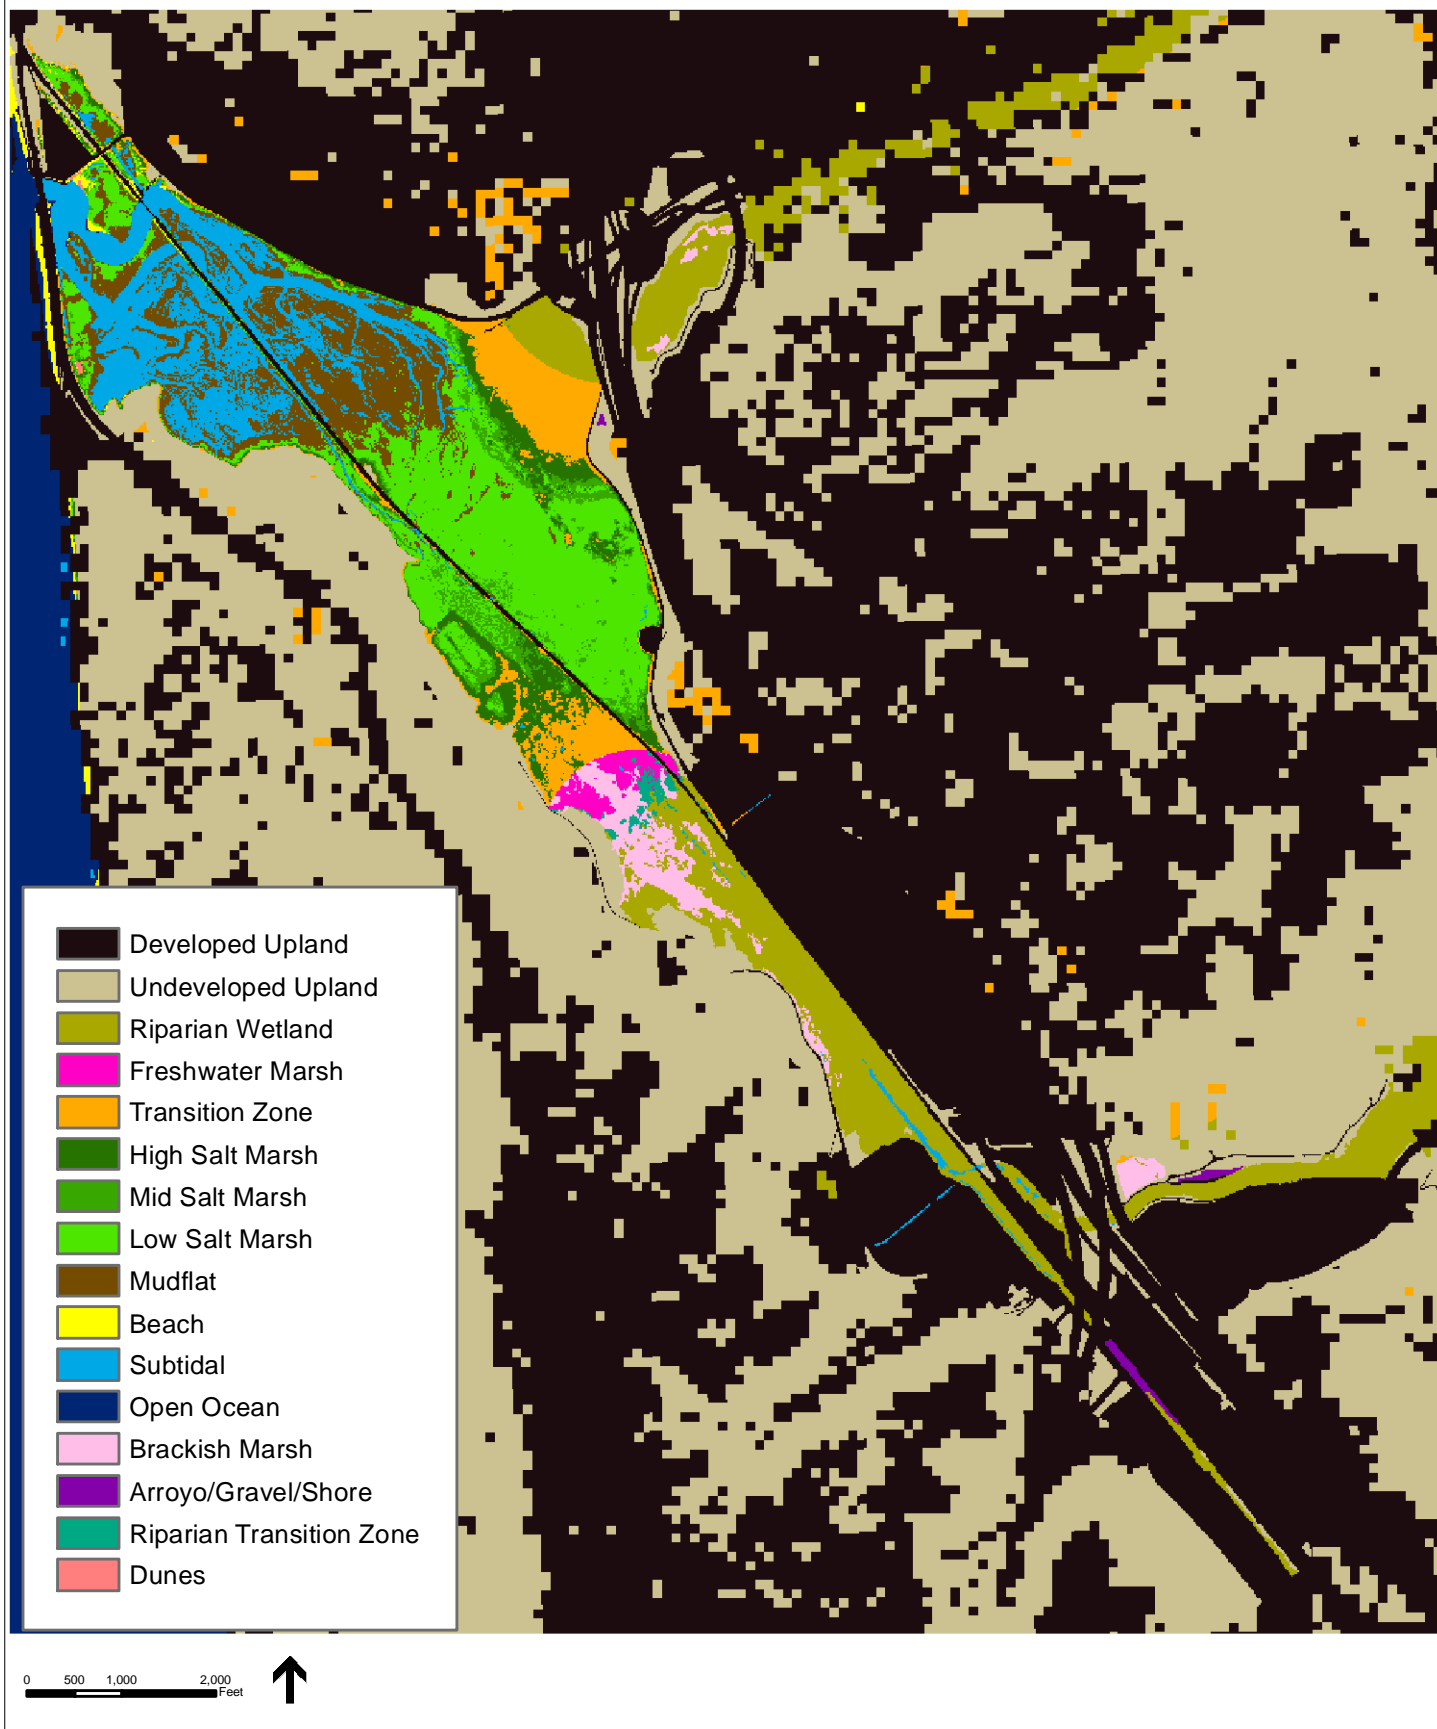 Developed Upland
Undeveloped Upland
Riparian Wetland
Freshwater Marsh
Transition Zone
High Salt Marsh
Mid Salt Marsh
Low Salt Marsh
Mudflat
Beach
Subtidal
Open Ocean
Brackish Marsh
Arroyo/Gravel/Shore
Riparian Transition Zone
Dunes
0 500 1,000 2,000
Feet